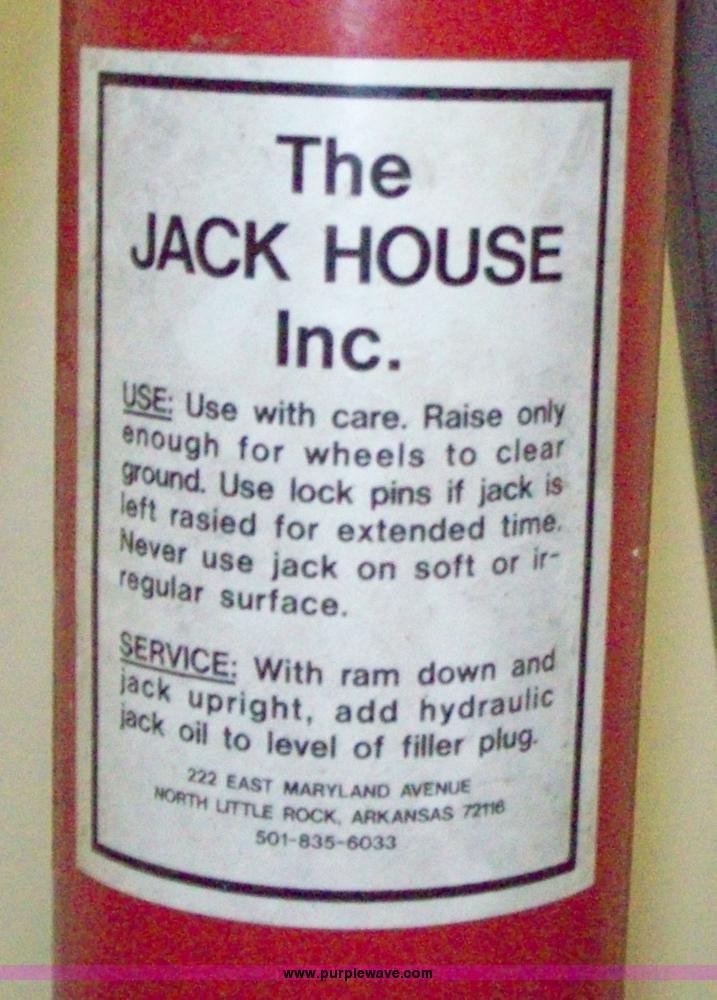 The
JACK HOUSE
Inc.
USE: Use with care. Raise only
enough for wheels to clear
ground. Use lock pins if jack is
left rasied for extended time.
Never use jack on soft or ir-
regular surface.
SERVICE: With ram down and
jack upright, add hydraulic
jack oil to level of filler plug.
222 EAST MARYLAND AVENUE
NORTH LITTLE ROCK, ARKANSAS 72116
501-835-6033
www.purplewave.com